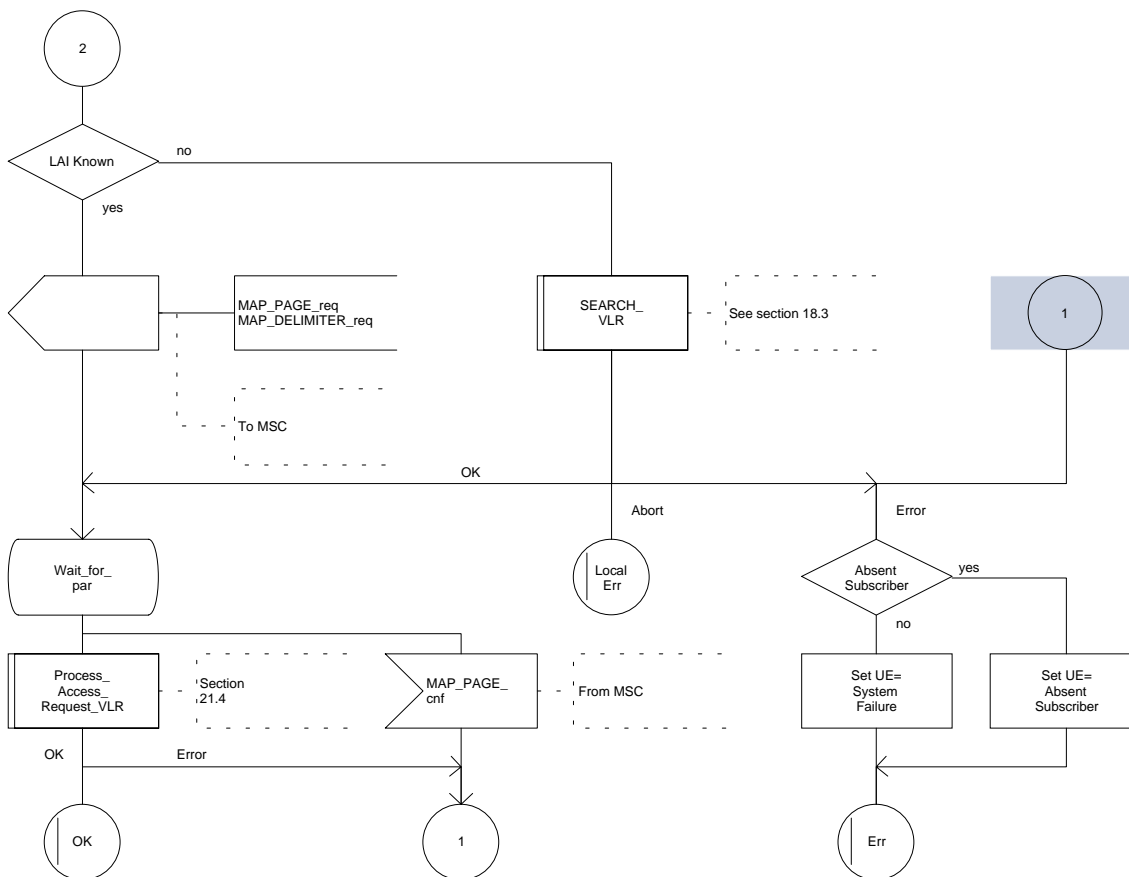 2
LAI Known
no
yes
MAP_PAGE_req
MAP_DELIMITER_req
SEARCH_
VLR
See section 18.3
1
To MSC
OK
Abort
Error
Wait_for_
par
Local
Err
Absent
Subscriber
yes
no
Process_
Access_
Request_VLR
Section
21.4
MAP_PAGE_
cnf
From MSC
Set UE=
System
Failure
Set UE=
Absent
Subscriber
OK
Error
OK
1
Err